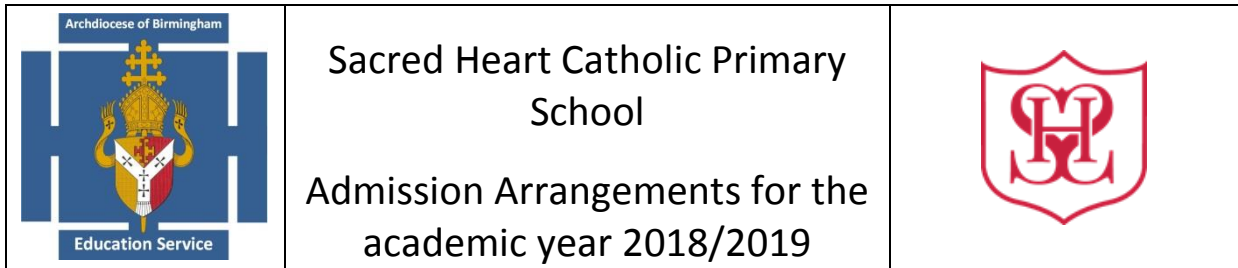 Archdiocese of Birmingham
Education Service
Sacred Heart Catholic Primary
School
Admission Arrangements for the
academic year 2018/2019